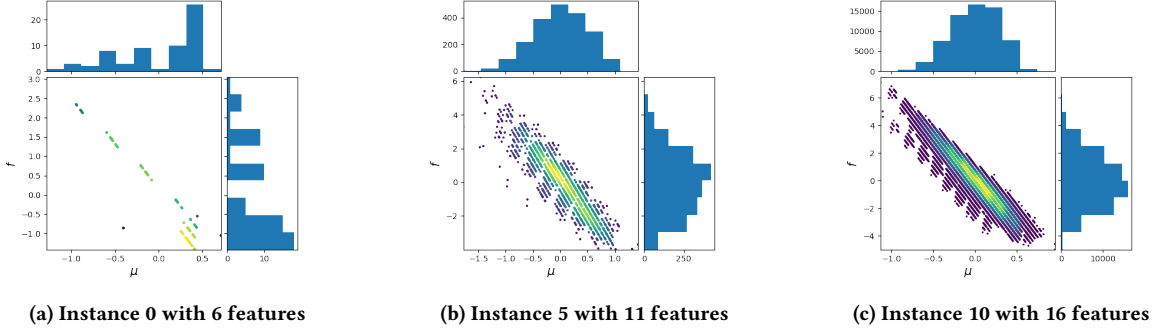 20
10
0
3.0
2.5
2.0
1.5
1.0
0.5
0.0
−0.5
−1.0
f
−1.0 −0.5 0.0 0.5
μ
0 10
(a) Instance 0 with 6 features
400
200
0
6
4
2
0
−2
f
−1.5 −1.0 −0.5 0.0 0.5 1.0
μ
0 250
(b) Instance 5 with 11 features
15000
10000
5000
0
6
4
2
0
−2
−4
f
−1.0 −0.5 0.0 0.5
μ
0 10000
(c) Instance 10 with 16 features